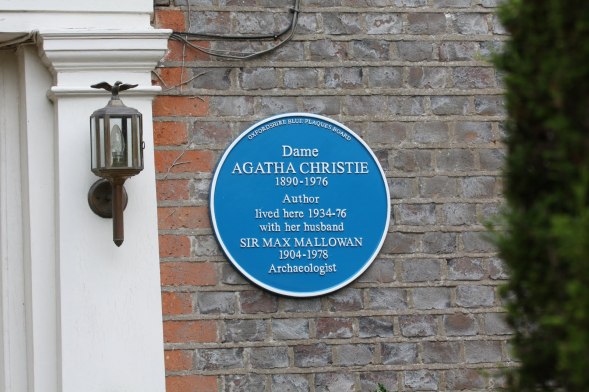 OXFORDSHIRE BLUE PLAQUES BOARD
Dame
AGATHA CHRISTIE
1890-1976
Author
lived here 1934-76
with her husband
SIR MAX MALLOWAN
1904-1978
Archaeologist